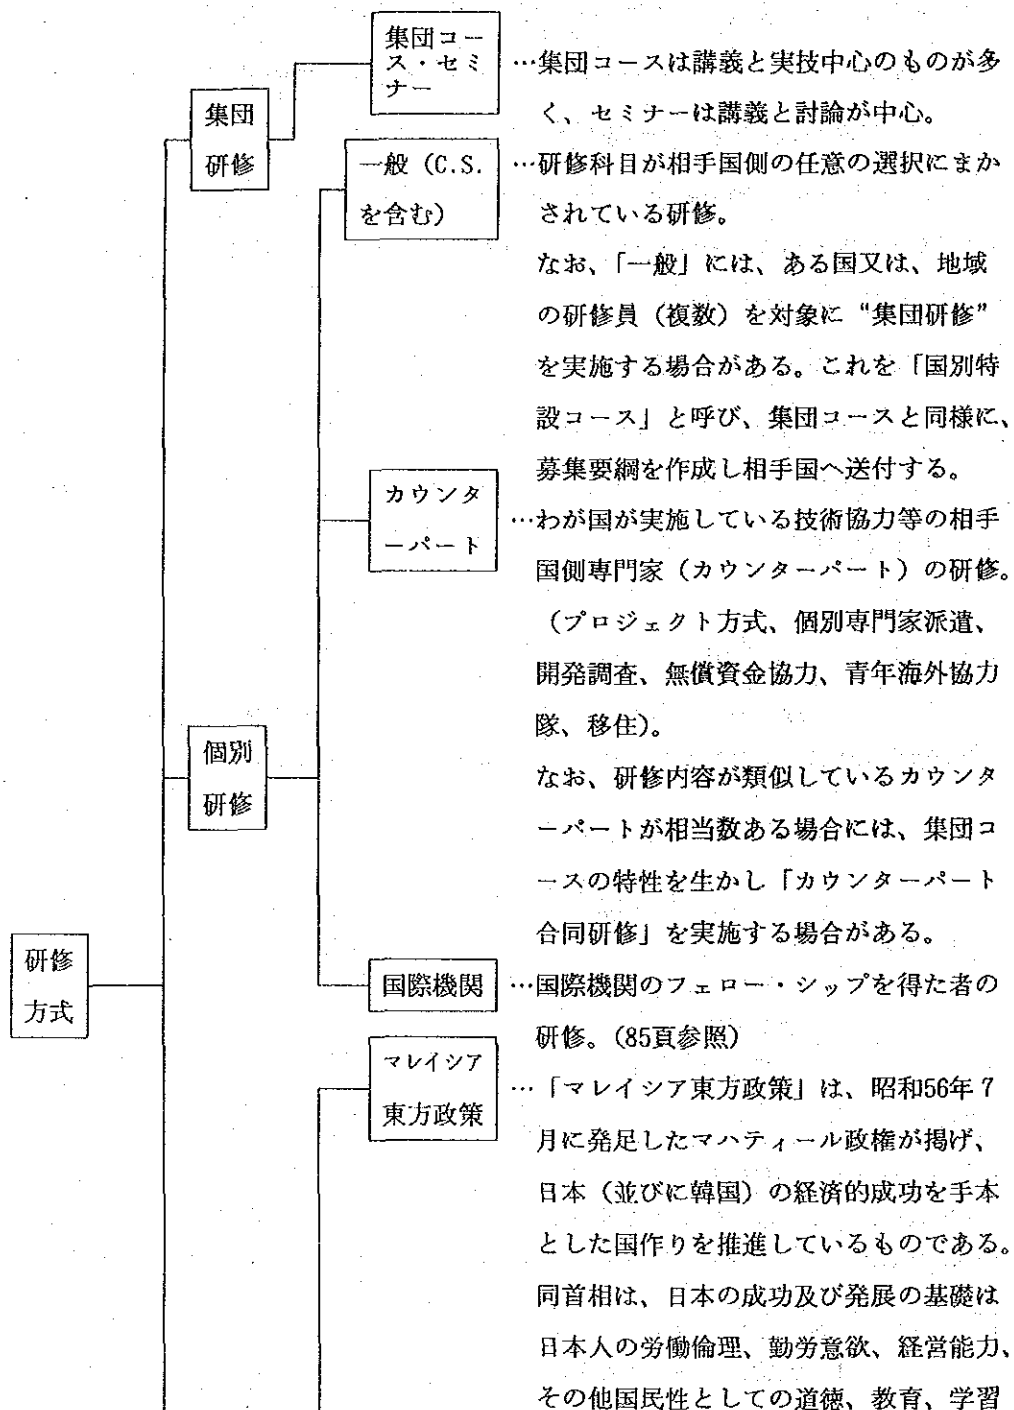 集団コー
ス・セミ
ナー
…集団コースは講義と実技中心のものが多
く、セミナーは講義と討論が中心。
集団
研修
一般（C.S.
を含む）
…研修科目が相手国側の任意の選択にまか
されている研修。
なお、「一般」には、ある国又は、地域
の研修員（複数）を対象に“集団研修”
を実施する場合がある。これを「国別特
設コース」と呼び、集団コースと同様に、
募集要綱を作成し相手国へ送付する。
カウンタ
ーパート
…わが国が実施している技術協力等の相手
国側専門家（カウンターパート）の研修。
（プロジェクト方式、個別専門家派遣、
開発調査、無償資金協力、青年海外協力
隊、移住）。
個別
研修
なお、研修内容が類似しているカウンタ
ーパートが相当数ある場合には、集団コ
ースの特性を生かし「カウンターパート
合同研修」を実施する場合がある。
研修
方式
国際機関
…国際機関のフェロー・シップを得た者の
研修。（85頁参照）
マレイシア
東方政策
…「マレイシア東方政策」は、昭和56年7
月に発足したマハティール政権が掲げ、
日本（並びに韓国）の経済的成功を手本
とした国作りを推進しているものである。
同首相は、日本の成功及び発展の基礎は
日本人の労働倫理、勤労意欲、経営能力、
その他国民性としての道徳、教育、学習